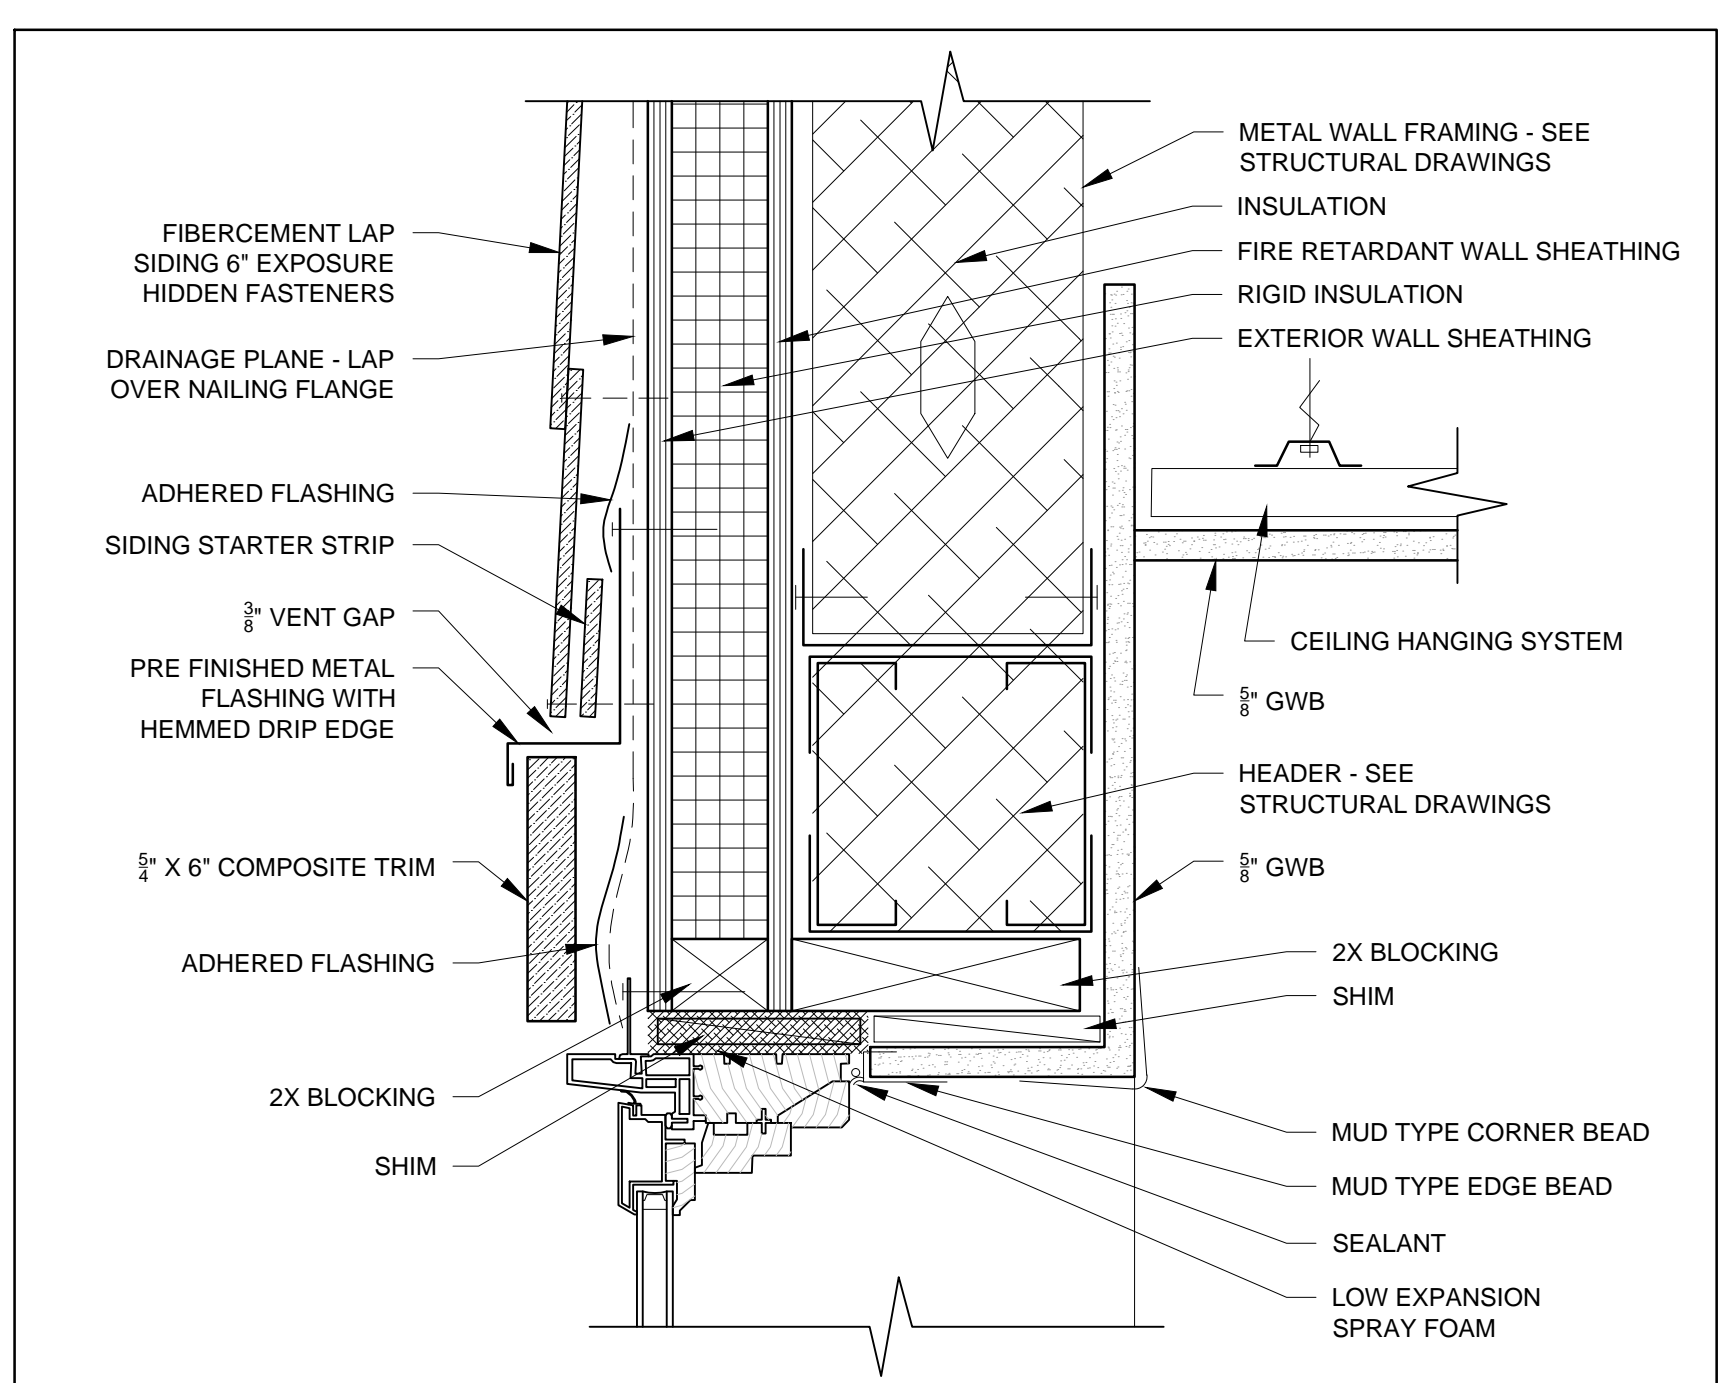 FIBERCEMENT LAP
SIDING 6" EXPOSURE
HIDDEN FASTENERS
DRAINAGE PLANE - LAP
OVER NAILING FLANGE
ADHERED FLASHING
SIDING STARTER STRIP
3/8" VENT GAP
PRE FINISHED METAL
FLASHING WITH
HEMMED DRIP EDGE
5/4" X 6" COMPOSITE TRIM
ADHERED FLASHING
2X BLOCKING
SHIM
METAL WALL FRAMING - SEE
STRUCTURAL DRAWINGS
INSULATION
FIRE RETARDANT WALL SHEATHING
RIGID INSULATION
EXTERIOR WALL SHEATHING
CEILING HANGING SYSTEM
5/8" GWB
HEADER - SEE
STRUCTURAL DRAWINGS
5/8" GWB
2X BLOCKING
SHIM
MUD TYPE CORNER BEAD
MUD TYPE EDGE BEAD
SEALANT
LOW EXPANSION
SPRAY FOAM